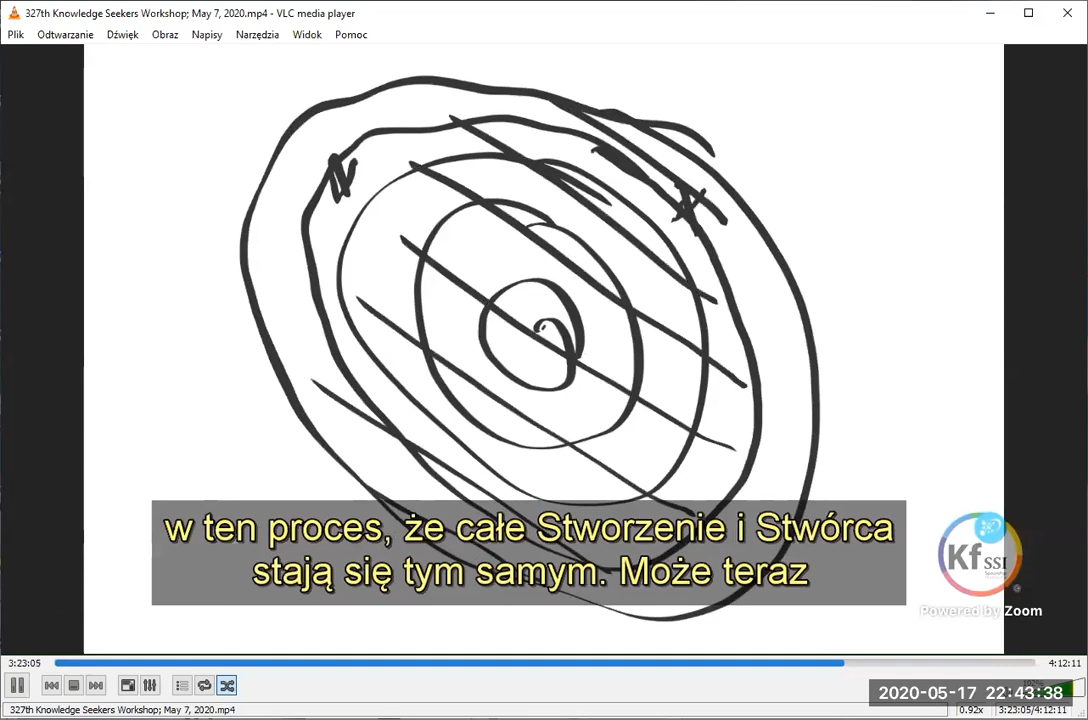 327th Knowledge Seekers Workshop; May 7, 2020.mp4 - VLC media player
Plik Odtwarzanie Dźwięk Obraz Napisy Narzędzia Widok Pomoc
w ten proces, że całe Stworzenie i Stwórca
stają się tym samym. Może teraz
Kf SSI
Powered by Zoom
3:23:05 4:12:11
2020-05-17 22:43:38
327th Knowledge Seekers Workshop; May 7, 2020.mp4 0.92x 3:23:05/4:12:11